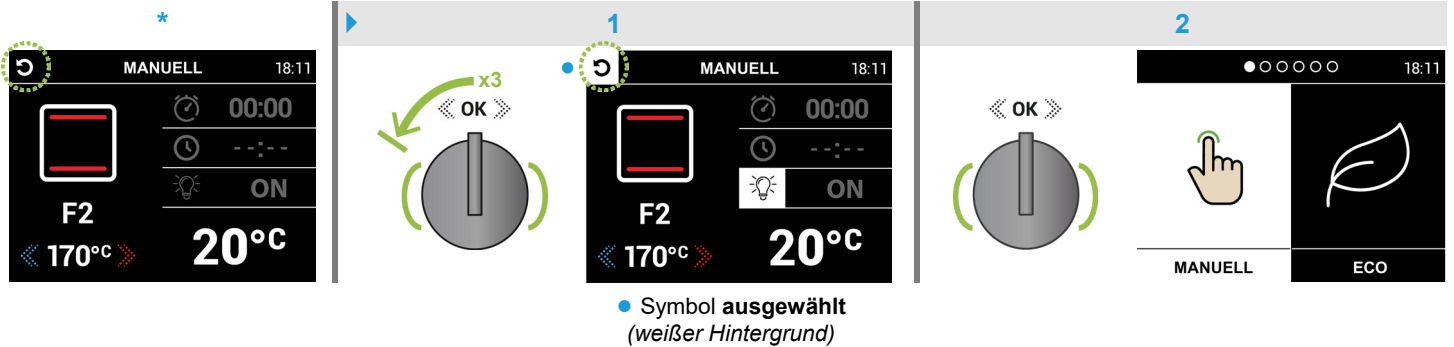 *
1
2
MANUELL 18:11
00:00
--:--
ON
F2
170°C
20°C
x3
OK
MANUELL 18:11
00:00
--:--
ON
F2
170°C
20°C
OK
18:11
MANUELL ECO
Symbol ausgewählt
(weißer Hintergrund)